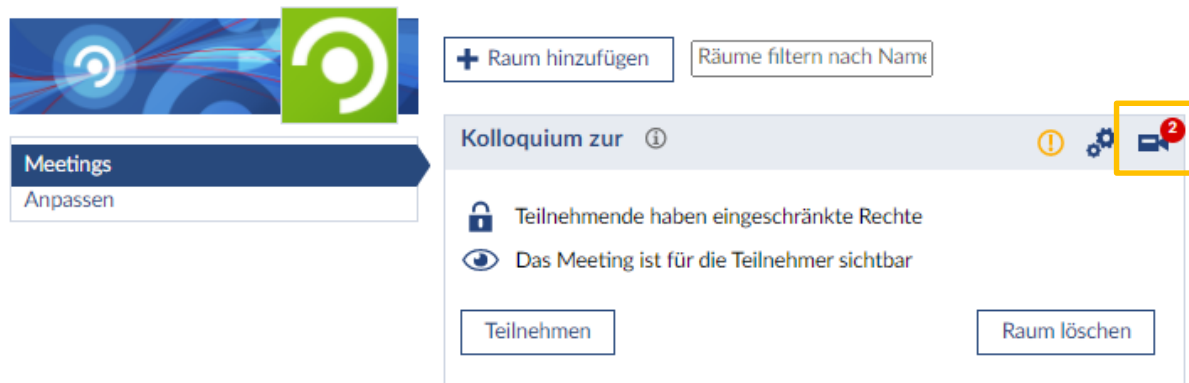 Raum hinzufügen
Räume filtern nach Name
Meetings
Anpassen
Kolloquium zur
2
Teilnehmende haben eingeschränkte Rechte
Das Meeting ist für die Teilnehmer sichtbar
Teilnehmen
Raum löschen